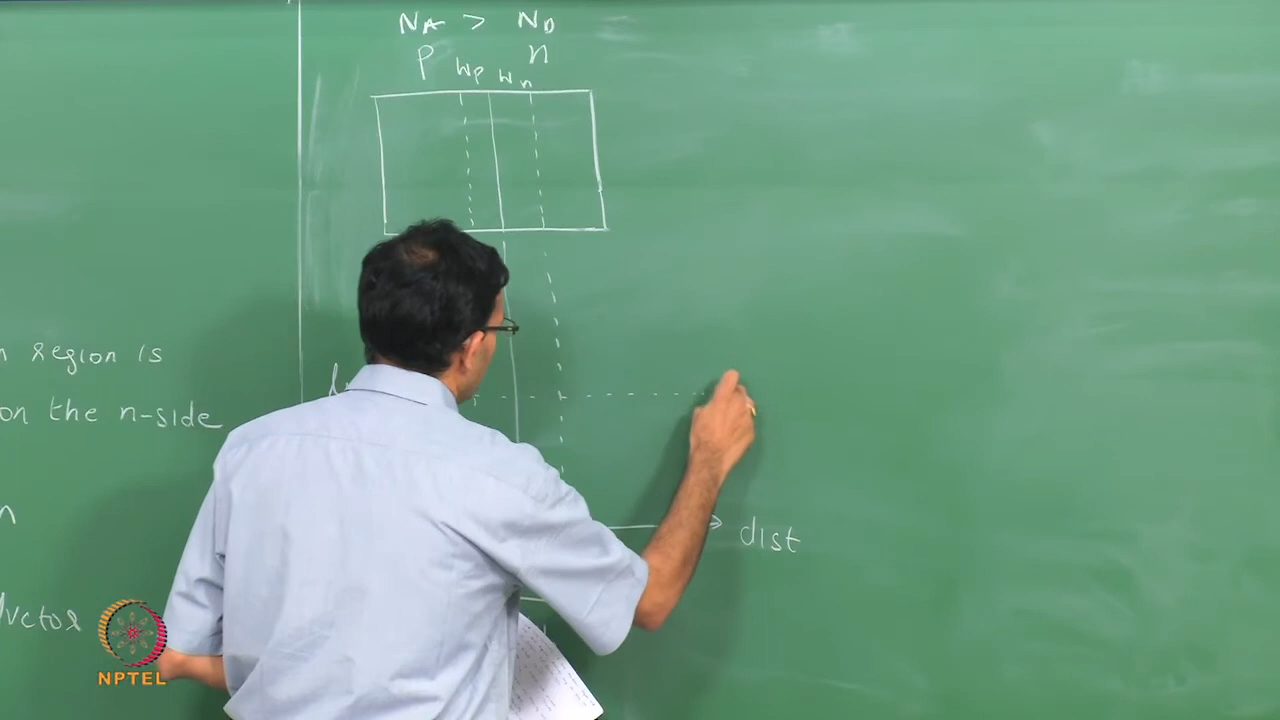 NA > ND
p n
Wp Wn
region is
on the n-side
n
dist
NPTEL